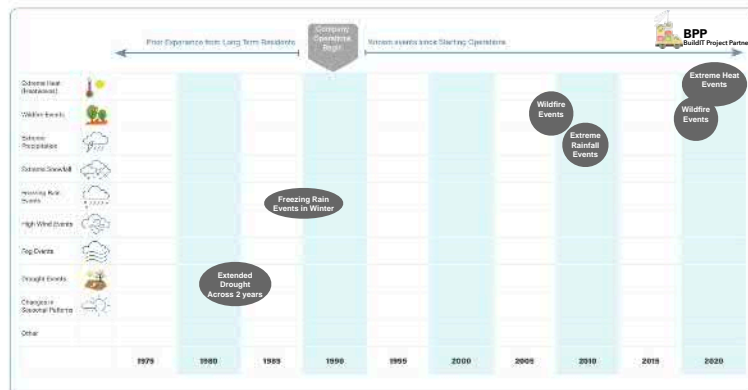 BPP
BuildIT Project Partne
Prior Experience from Long Term Residents
Company
Operations
Begin
Known events since Starting Operations
Extreme Heat
(heatwaves)
Extreme Heat
Events
Wildfire Events
Wildfire
Events
Wildfire
Events
Extreme
Precipitation
Extreme
Rainfall
Events
Extreme Snowfall
Freezing Rain
Events
Freezing Rain
Events in Winter
High Wind Events
Fog Events
Drought Events
Extended
Drought
Across 2 years
Changes in
Seasonal Patterns
Other
1975 1980 1985 1990 1995 2000 2005 2010 2015 2020